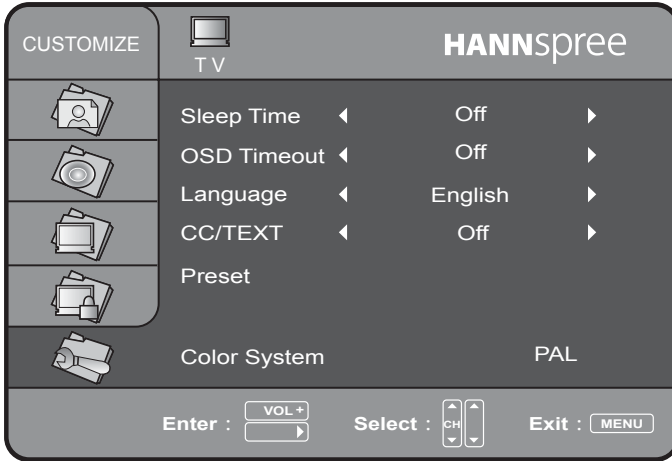 CUSTOMIZE
TV
HANNspree
Sleep Time Off
OSD Timeout Off
Language English
CC/TEXT Off
Preset
Color System PAL
Enter : VOL+ Select : CH Exit : MENU